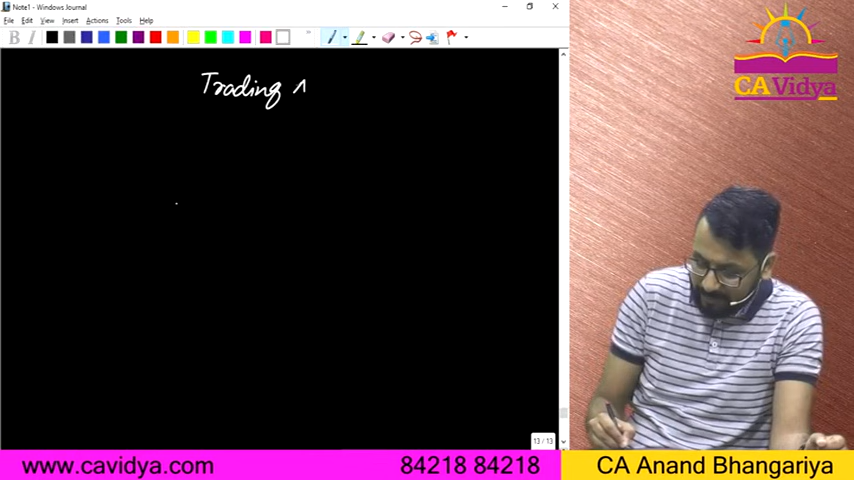 Note1 - Windows Journal
File Edit View Insert Actions Tools Help
B I
Trading A
13 / 13
CA Vidya
www.cavidya.com 84218 84218 CA Anand Bhangariya